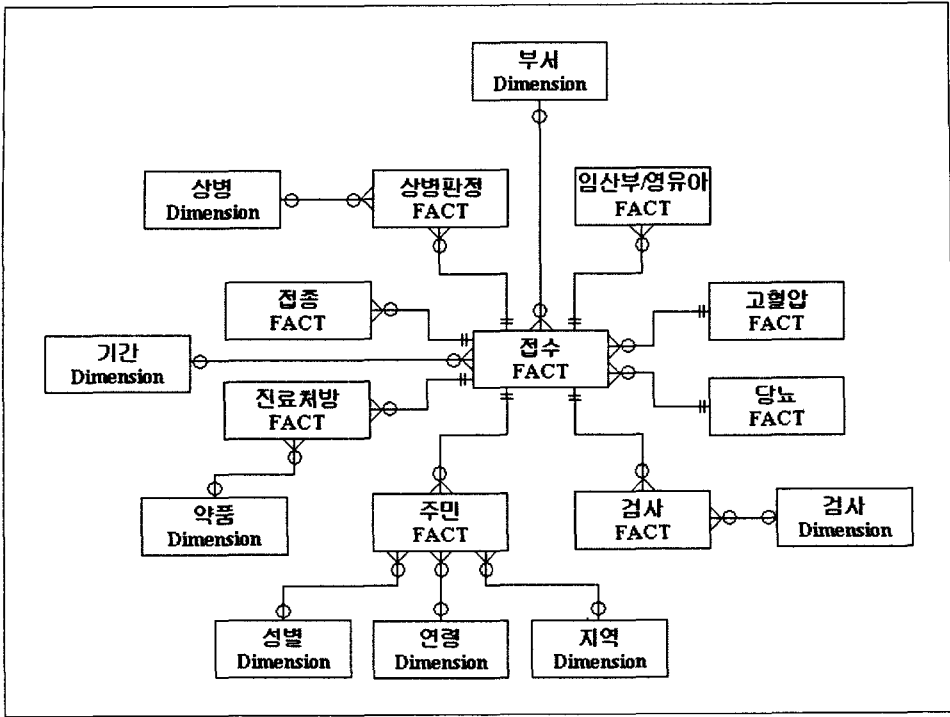 부서
Dimension
상병
Dimension
상병판정
FACT
임산부/영유아
FACT
접종
FACT
고혈압
FACT
기간
Dimension
접수
FACT
진료처방
FACT
당뇨
FACT
약품
Dimension
주민
FACT
검사
FACT
검사
Dimension
성별
Dimension
연령
Dimension
지역
Dimension